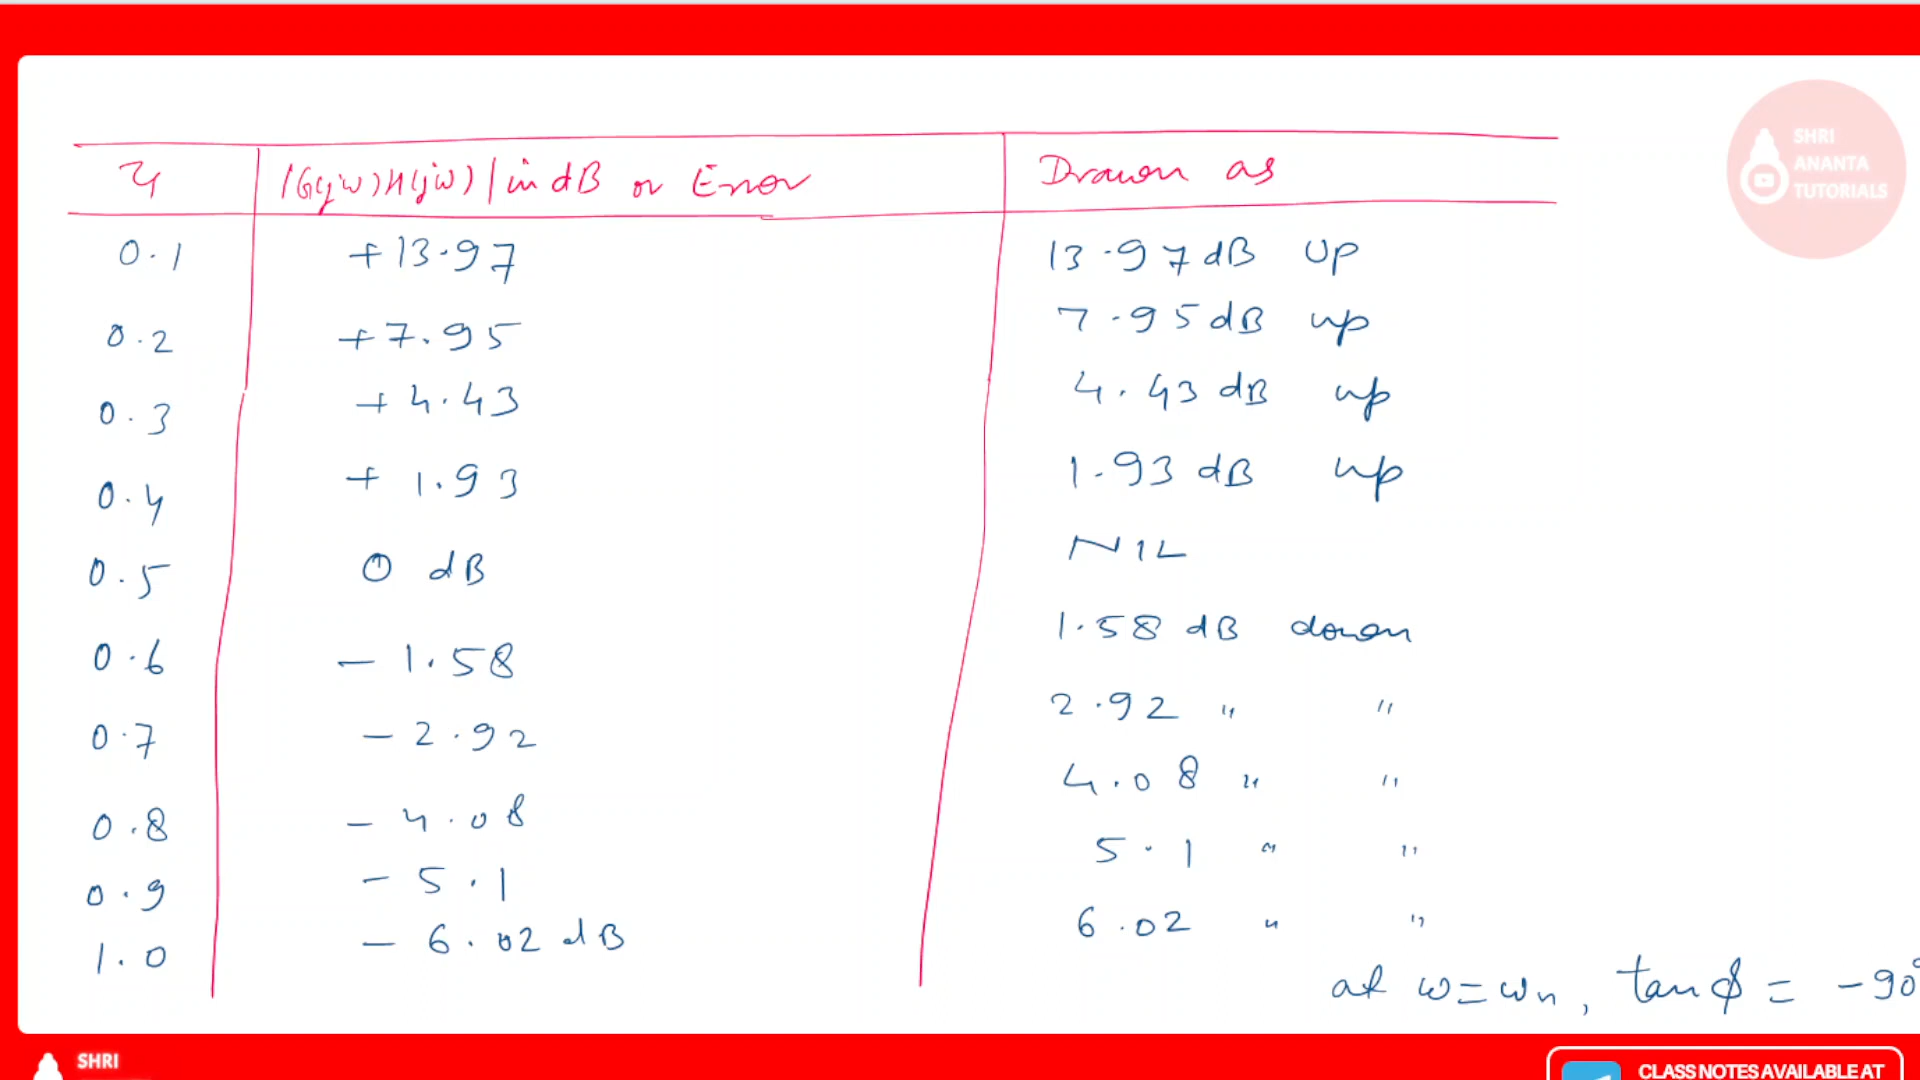 SHRI
ANANTA
TUTORIALS
ξ |G(jω)H(jω)| in dB or Error Drawn as
0.1 +13.97 13.97 dB UP
0.2 +7.95 7.95 dB up
0.3 +4.43 4.43 dB up
0.4 + 1.93 1.93 dB up
0.5 0 dB NIL
0.6 - 1.58 1.58 dB down
0.7 - 2.92 2.92 " "
0.8 - 4.08 4.08 " "
0.9 - 5.1 5.1 " "
1.0 - 6.02 dB 6.02 " "
at ω=ωn, tanφ = -90°
SHRI
CLASS NOTES AVAILABLE AT